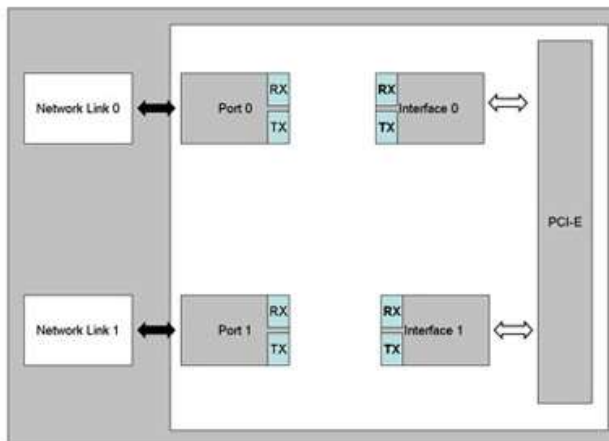 Network Link 0
Port 0
RX
TX
RX
TX
Interface 0
PCI-E
Network Link 1
Port 1
RX
TX
RX
TX
Interface 1